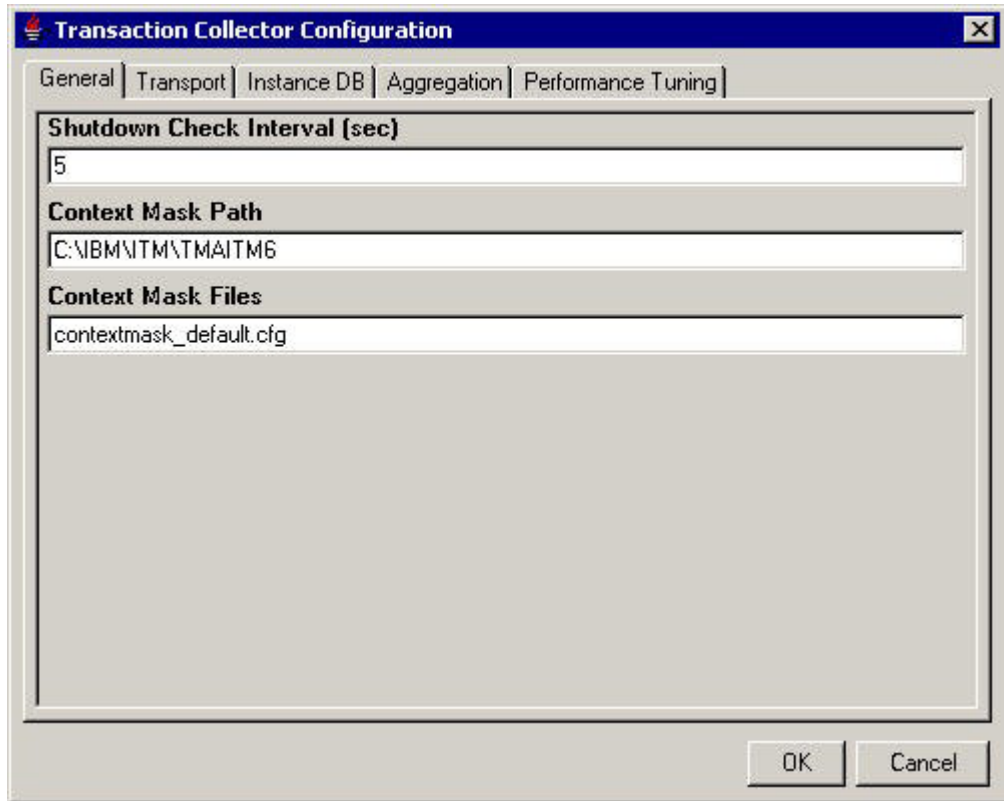 Transaction Collector Configuration
General Transport Instance DB Aggregation Performance Tuning
Shutdown Check Interval (sec)
5
Context Mask Path
C:\IBM\ITM\TMAITM6
Context Mask Files
contextmask_default.cfg
OK Cancel